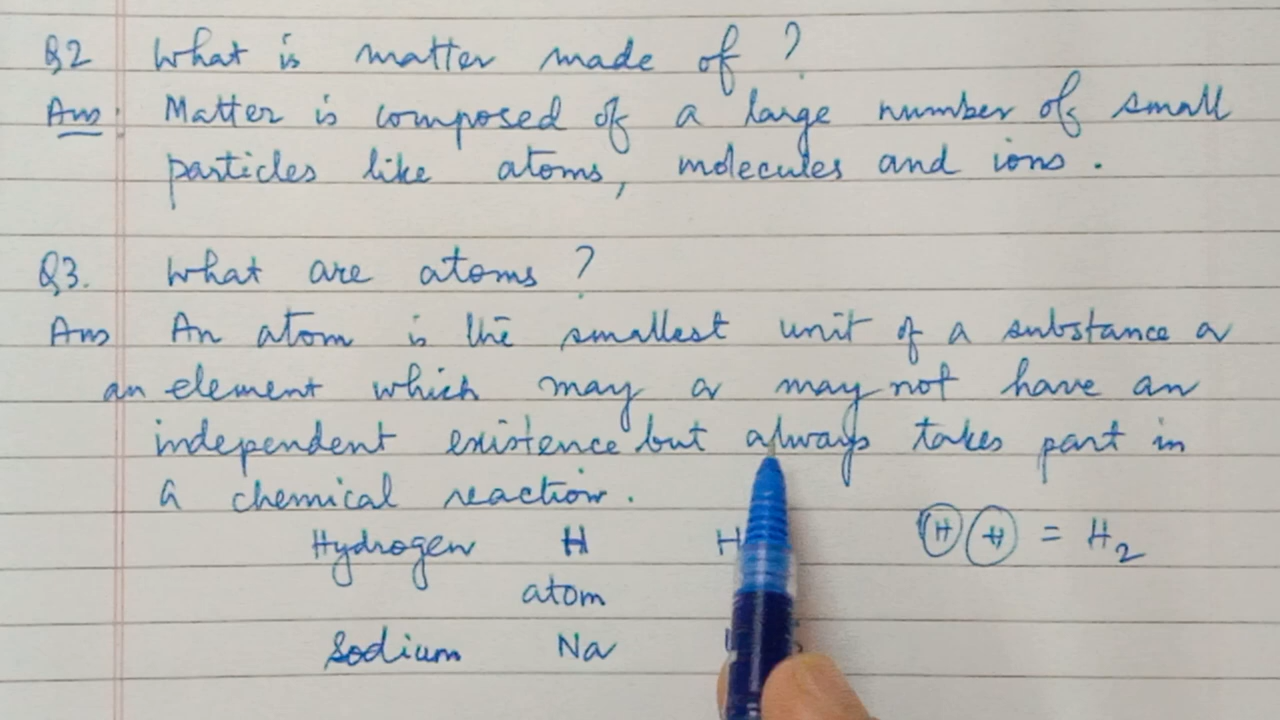 Q2 What is matter made of ?
Ans: Matter is composed of a large number of small
particles like atoms, molecules and ions .
Q3. What are atoms ?
Ans An atom is the smallest unit of a substance or
an element which may or may not have an
independent existence but always takes part in
a chemical reaction .
Hydrogen H H (H)(H) = H₂
atom
Sodium Na